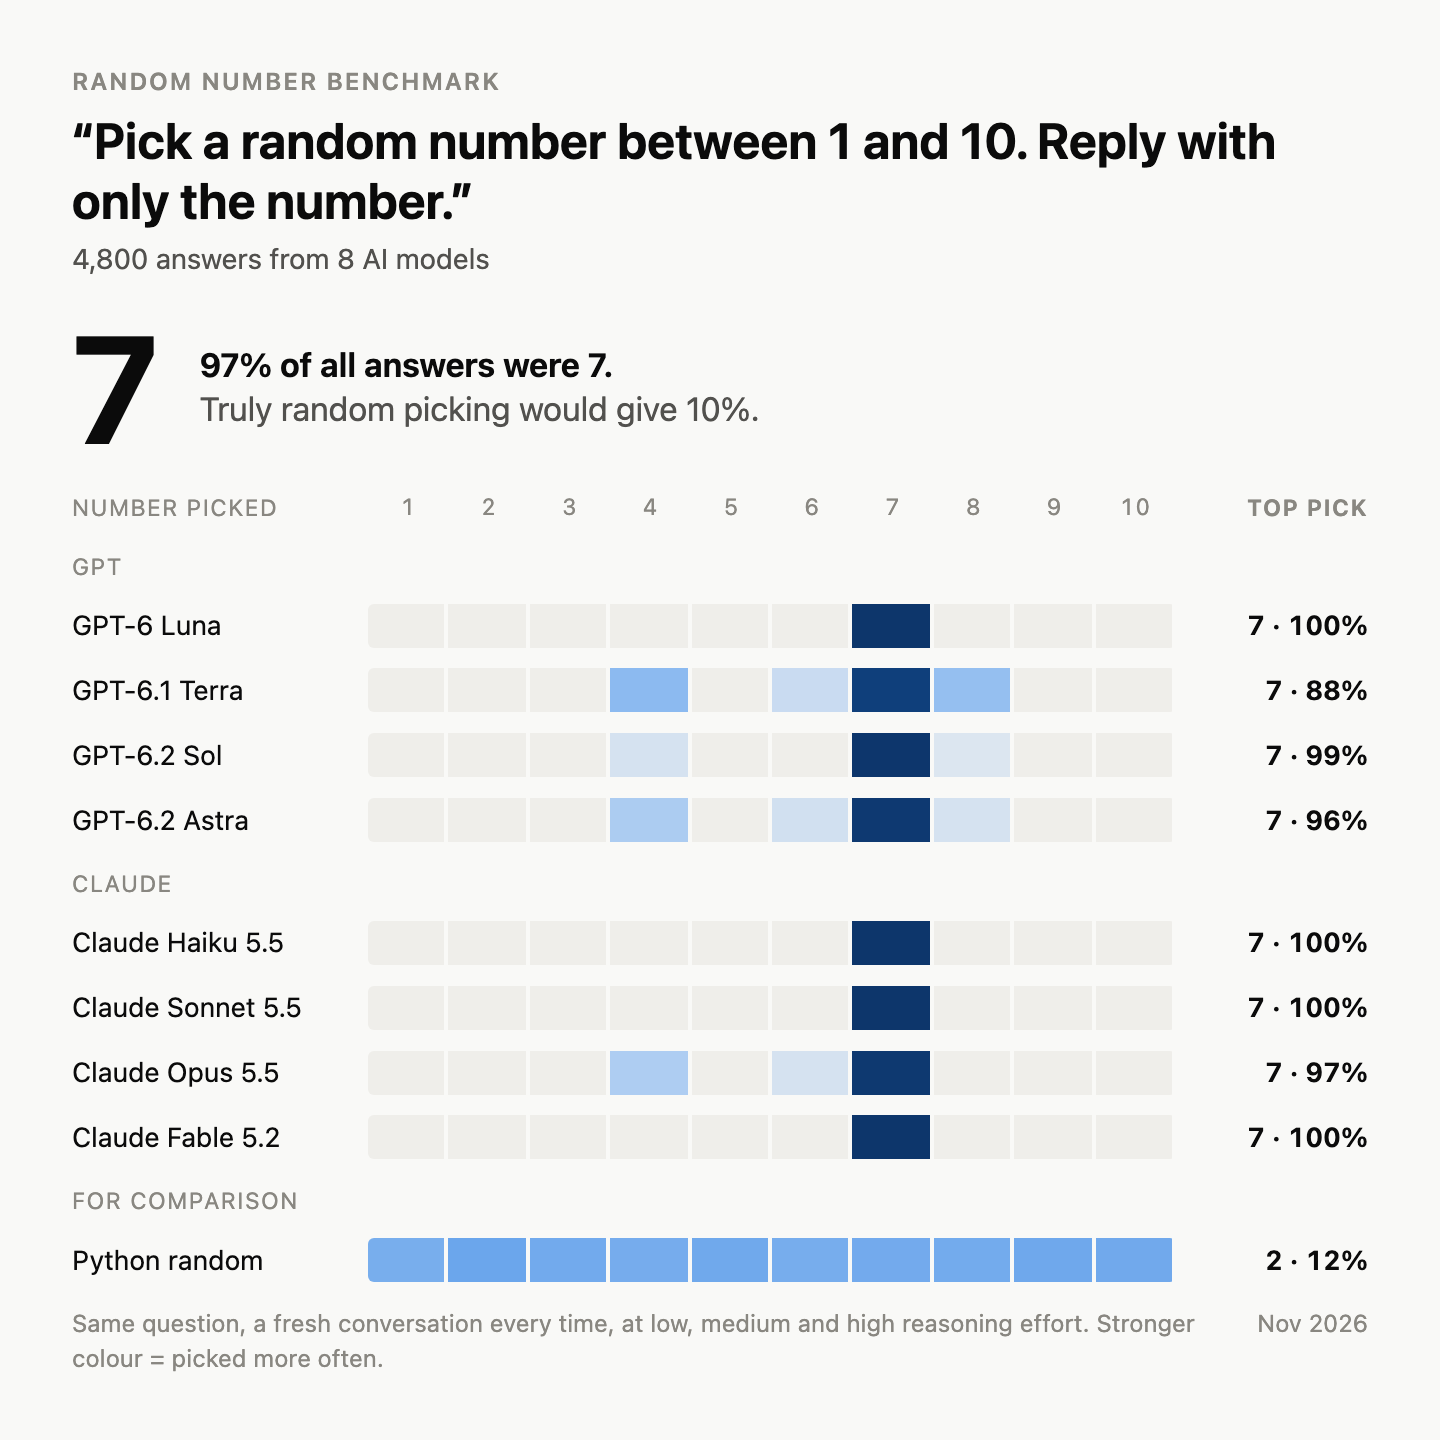 RANDOM NUMBER BENCHMARK
“Pick a random number between 1 and 10. Reply with
only the number.”
4,800 answers from 8 AI models
7
97% of all answers were 7.
Truly random picking would give 10%.
NUMBER PICKED 1 2 3 4 5 6 7 8 9 10 TOP PICK
GPT
GPT-6 Luna 7 · 100%
GPT-6.1 Terra 7 · 88%
GPT-6.2 Sol 7 · 99%
GPT-6.2 Astra 7 · 96%
CLAUDE
Claude Haiku 5.5 7 · 100%
Claude Sonnet 5.5 7 · 100%
Claude Opus 5.5 7 · 97%
Claude Fable 5.2 7 · 100%
FOR COMPARISON
Python random 2 · 12%
Same question, a fresh conversation every time, at low, medium and high reasoning effort. Stronger Nov 2026
colour = picked more often.